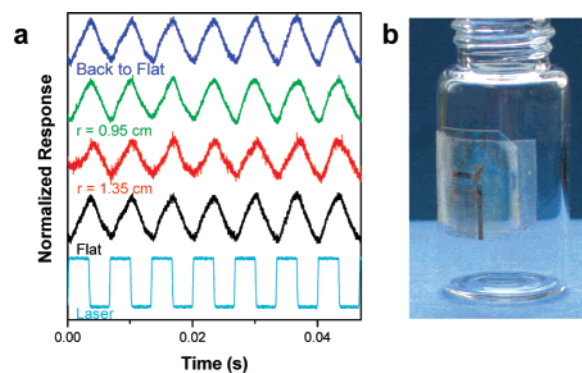 a
b
Normalized Response
Back to Flat
r = 0.95 cm
r = 1.35 cm
Flat
Laser
0.00
0.02
0.04
Time (s)